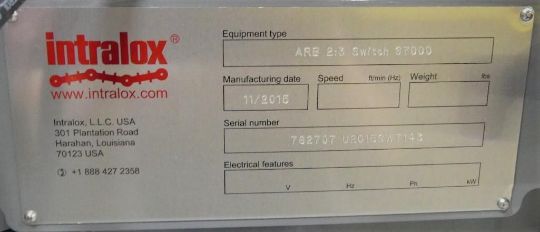 intralox®
www.intralox.com
Intralox, L.L.C. USA
301 Plantation Road
Harahan, Louisiana
70123 USA
+1 888 427 2358
Equipment type
ARB 2:3 Switch S7000
Manufacturing date
Speed ft/min (Hz)
Weight lbs
11/2015
Serial number
Electrical features
V Hz Ph kW